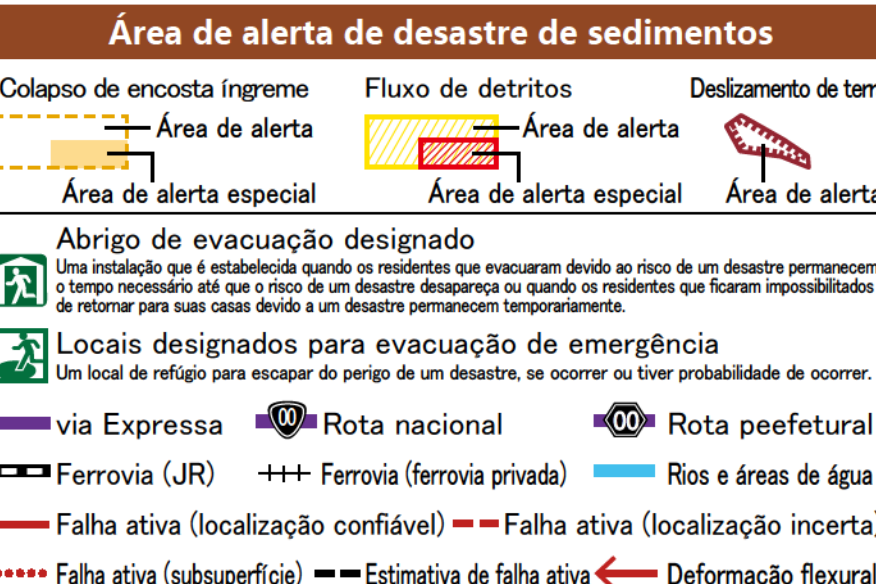 Área de alerta de desastre de sedimentos
Colapso de encosta íngreme Fluxo de detritos Deslizamento de terr
Área de alerta Área de alerta
Área de alerta especial Área de alerta especial Área de alerta
Abrigo de evacuação designado
Uma instalação que é estabelecida quando os residentes que evacuaram devido ao risco de um desastre permanecem
o tempo necessário até que o risco de um desastre desapareça ou quando os residentes que ficaram impossibilitados
de retornar para suas casas devido a um desastre permanecem temporariamente.
Locais designados para evacuação de emergência
Um local de refúgio para escapar do perigo de um desastre, se ocorrer ou tiver probabilidade de ocorrer.
via Expressa 00 Rota nacional 00 Rota peefetural
Ferrovia (JR) Ferrovia (ferrovia privada) Rios e áreas de água
Falha ativa (localização confiável) Falha ativa (localização incerta)
Falha ativa (subsuperfície) Estimativa de falha ativa Deformação flexural